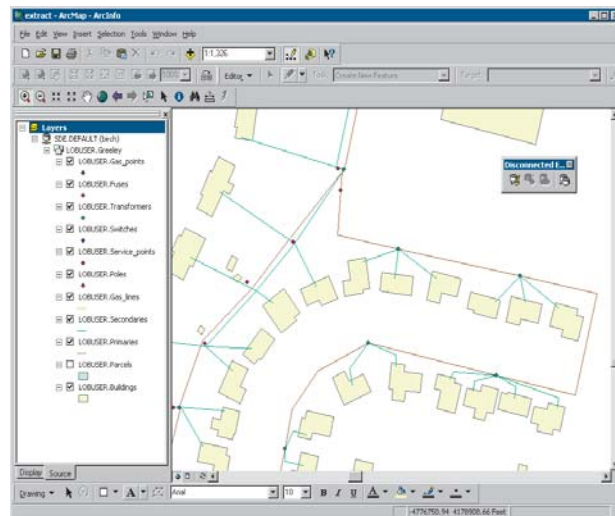 extract - ArcMap - ArcInfo
File Edit View Insert Selection Tools Window Help
1:1,326
100% Editor Task: Create New Feature Target:
Layers
SDE.DEFAULT (birch)
LOBUSER.Greeley
LOBUSER.Gas_points
LOBUSER.Fuses
LOBUSER.Transformers
LOBUSER.Switches
LOBUSER.Service_points
LOBUSER.Poles
LOBUSER.Gas_lines
LOBUSER.Secondaries
LOBUSER.Primaries
LOBUSER.Parcels
LOBUSER.Buildings
Disconnected E...
Display Source
Drawing A Arial 10 B I U A
-4776750.94 4178908.66 Feet